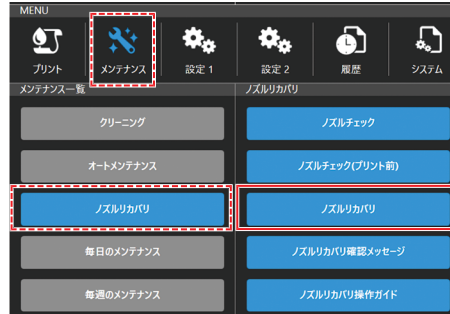 MENU
プリント
メンテナンス
設定 1
設定 2
履歴
システム
メンテナンス一覧
ノズルリカバリ
クリーニング
ノズルチェック
オートメンテナンス
ノズルチェック(プリント前)
ノズルリカバリ
ノズルリカバリ
毎日のメンテナンス
ノズルリカバリ確認メッセージ
毎週のメンテナンス
ノズルリカバリ操作ガイド